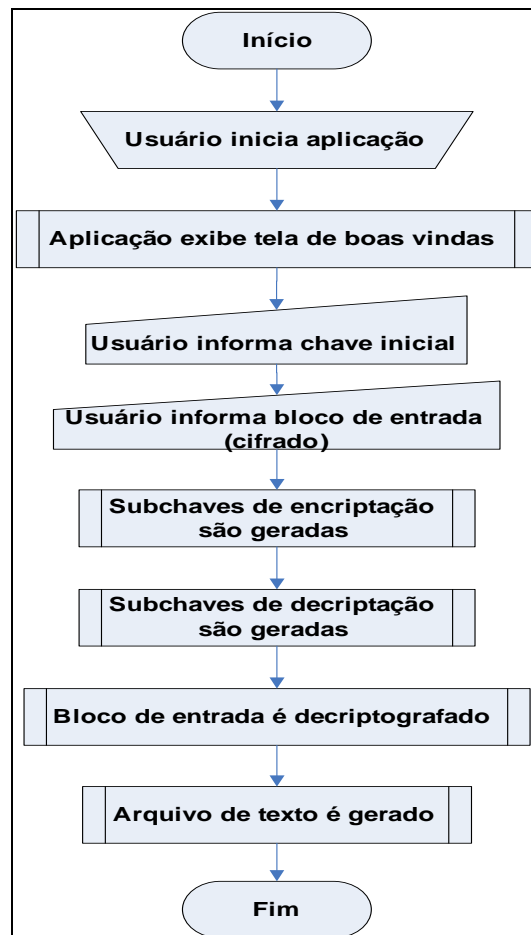 Início
Usuário inicia aplicação
Aplicação exibe tela de boas vindas
Usuário informa chave inicial
Usuário informa bloco de entrada
(cifrado)
Subchaves de encriptação
são geradas
Subchaves de decriptação
são geradas
Bloco de entrada é decriptografado
Arquivo de texto é gerado
Fim